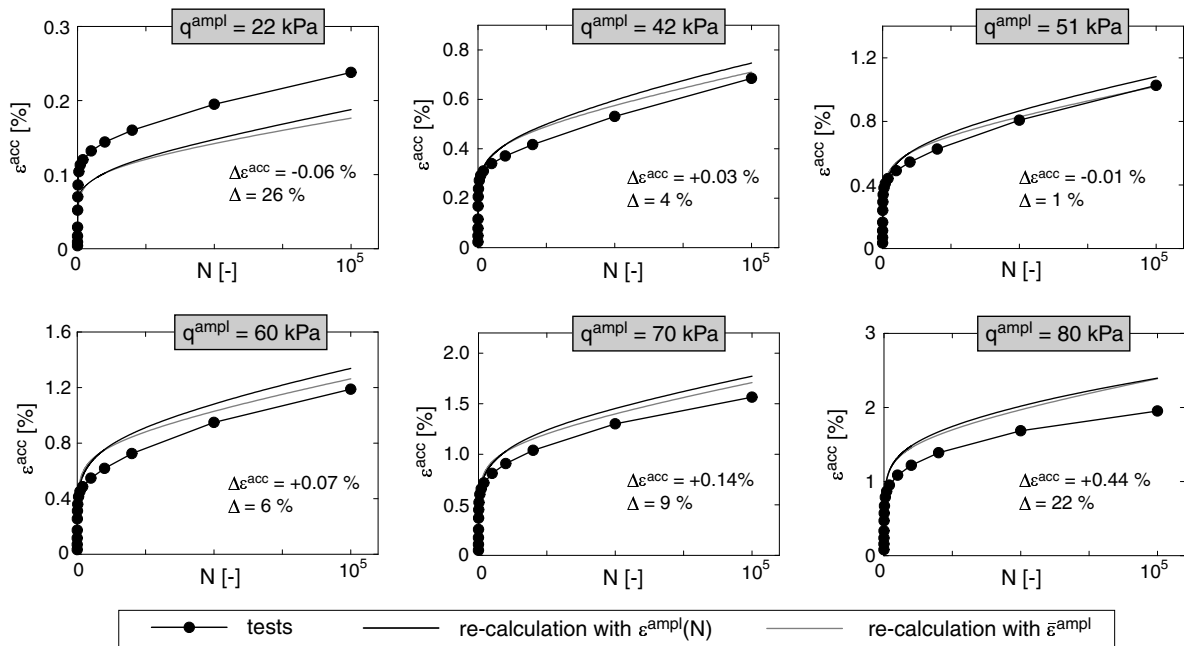 q^ampl = 22 kPa
0.3
0.2
0.1
0
ε^acc [%]
Δε^acc = -0.06 %
Δ = 26 %
0
N [-]
10^5
q^ampl = 42 kPa
0.8
0.6
0.4
0.2
0
ε^acc [%]
Δε^acc = +0.03 %
Δ = 4 %
0
N [-]
10^5
q^ampl = 51 kPa
1.2
0.8
0.4
0
ε^acc [%]
Δε^acc = -0.01 %
Δ = 1 %
0
N [-]
10^5
q^ampl = 60 kPa
1.6
1.2
0.8
0.4
0
ε^acc [%]
Δε^acc = +0.07 %
Δ = 6 %
0
N [-]
10^5
q^ampl = 70 kPa
2.0
1.5
1.0
0.5
0
ε^acc [%]
Δε^acc = +0.14%
Δ = 9 %
0
N [-]
10^5
q^ampl = 80 kPa
3
2
1
0
ε^acc [%]
Δε^acc = +0.44 %
Δ = 22 %
0
N [-]
10^5
tests
re-calculation with ε^ampl(N)
re-calculation with ε̄^ampl